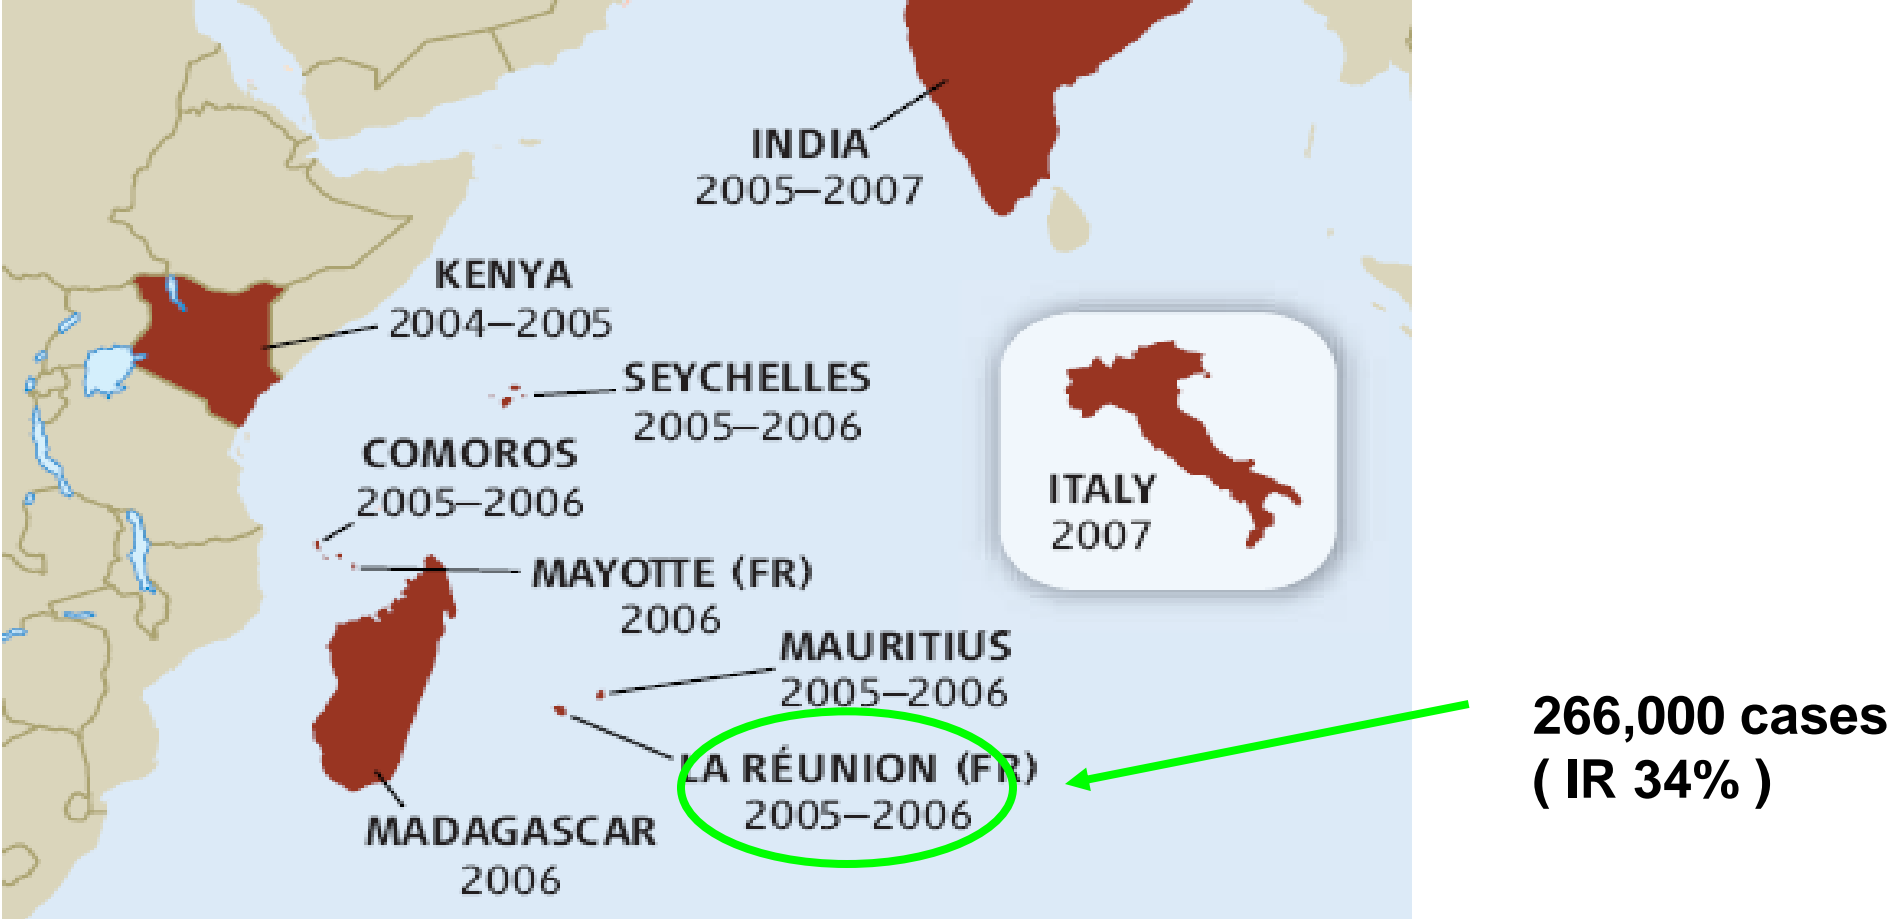 INDIA
2005–2007
KENYA
2004–2005
SEYCHELLES
2005–2006
COMOROS
2005–2006
ITALY
2007
MAYOTTE (FR)
2006
MAURITIUS
2005–2006
LA RÉUNION (FR)
2005–2006
MADAGASCAR
2006
266,000 cases
( IR 34% )